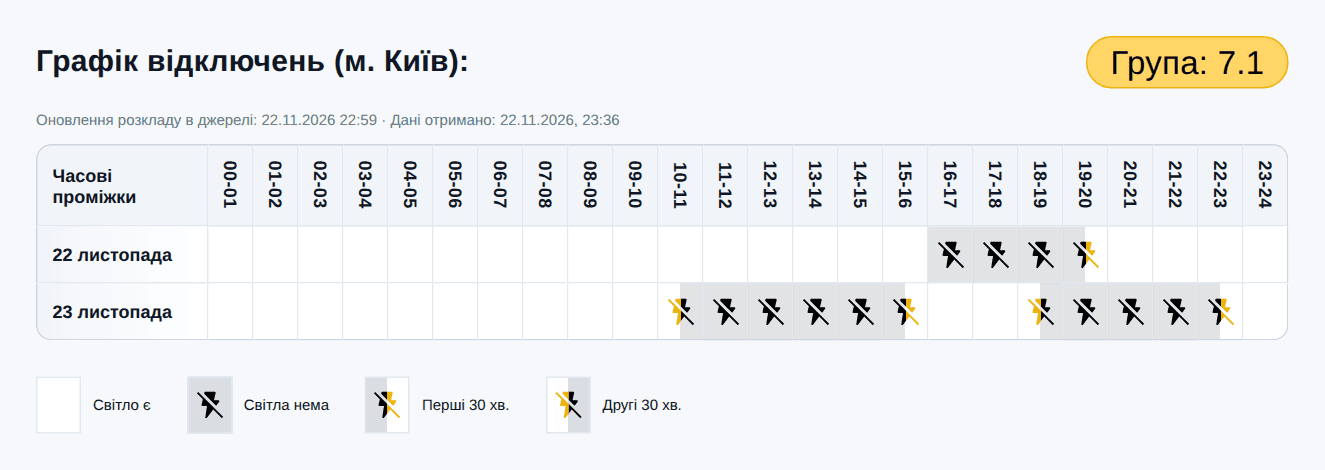 Графік відключень (м. Київ):
Група: 7.1
Оновлення розкладу в джерелі: 22.11.2026 22:59 · Дані отримано: 22.11.2026, 23:36
Часові
проміжки
00-01
01-02
02-03
03-04
04-05
05-06
06-07
07-08
08-09
09-10
10-11
11-12
12-13
13-14
14-15
15-16
16-17
17-18
18-19
19-20
20-21
21-22
22-23
23-24
22 листопада
23 листопада
Світло є
Світла нема
Перші 30 хв.
Другі 30 хв.